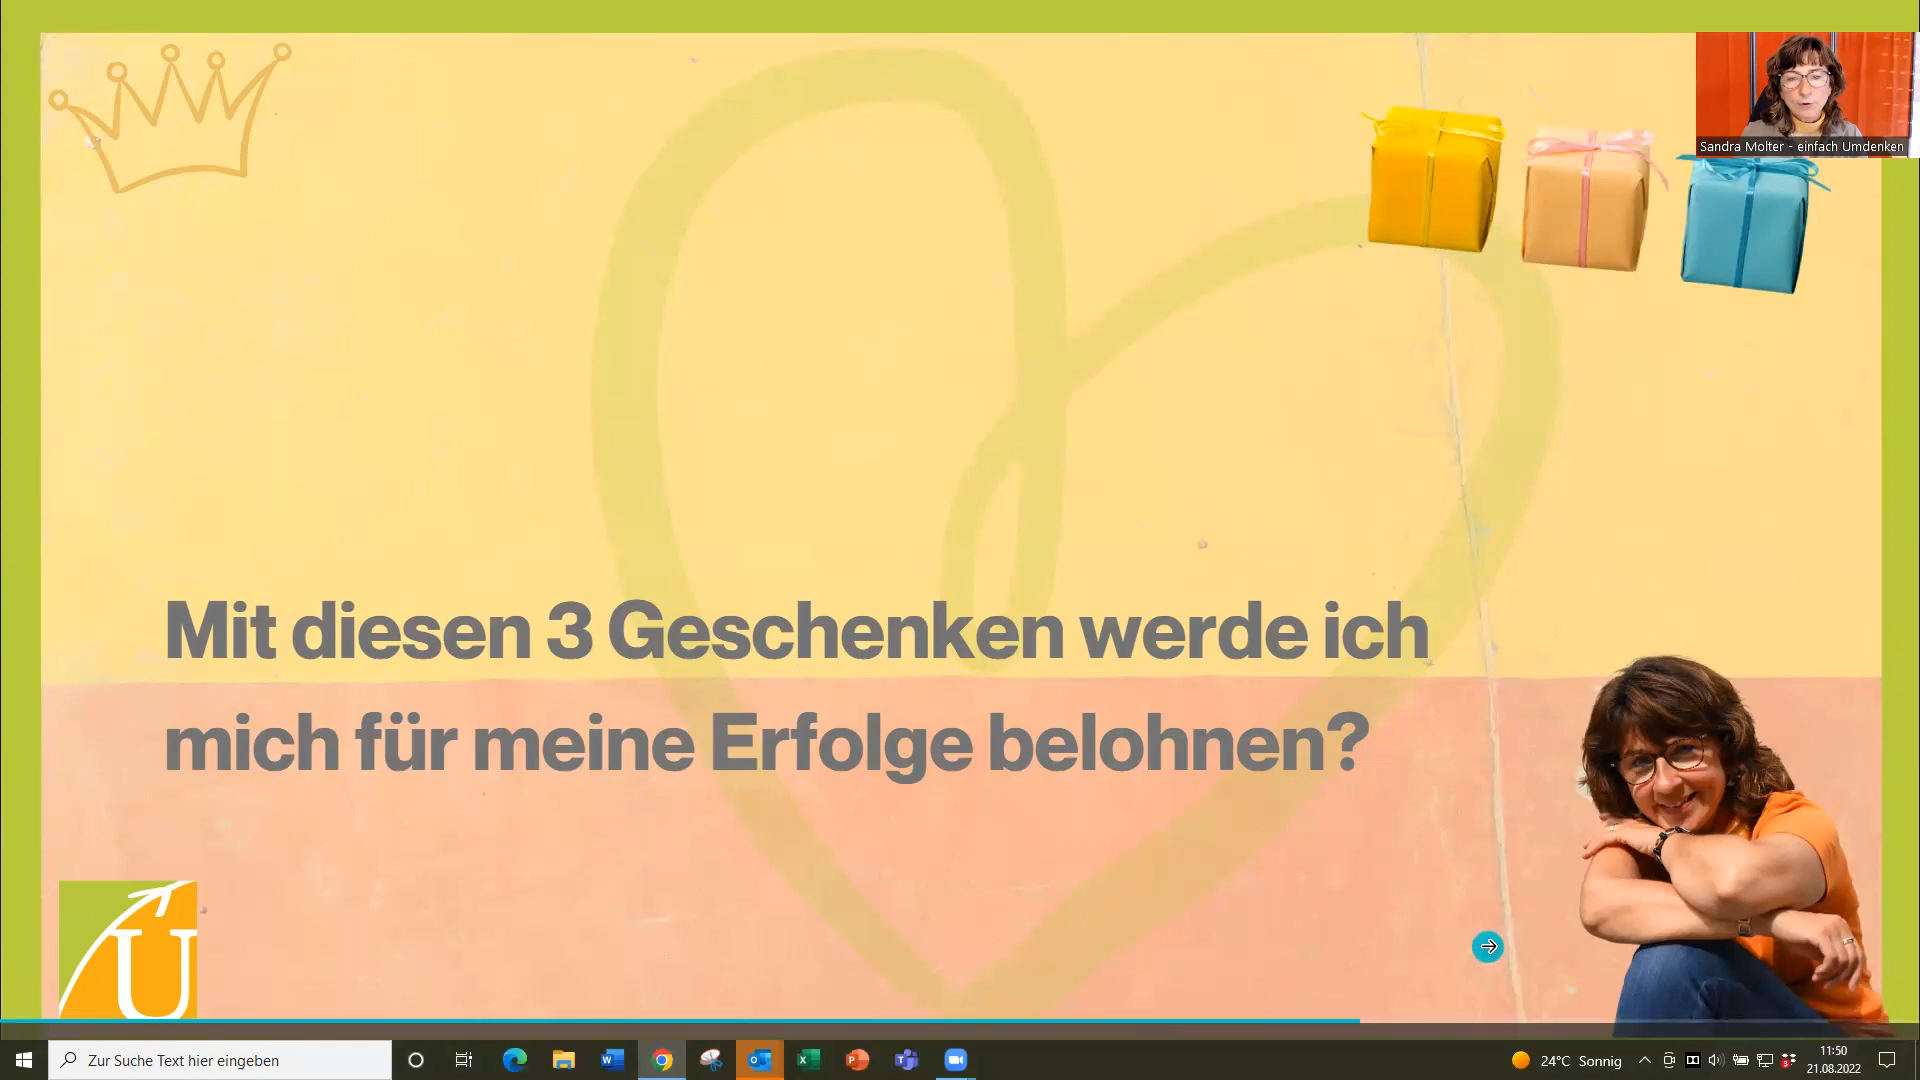 Sandra Molter - einfach Umdenken
Mit diesen 3 Geschenken werde ich
mich für meine Erfolge belohnen?
U
Zur Suche Text hier eingeben
24°C Sonnig
11:50
21.08.2022